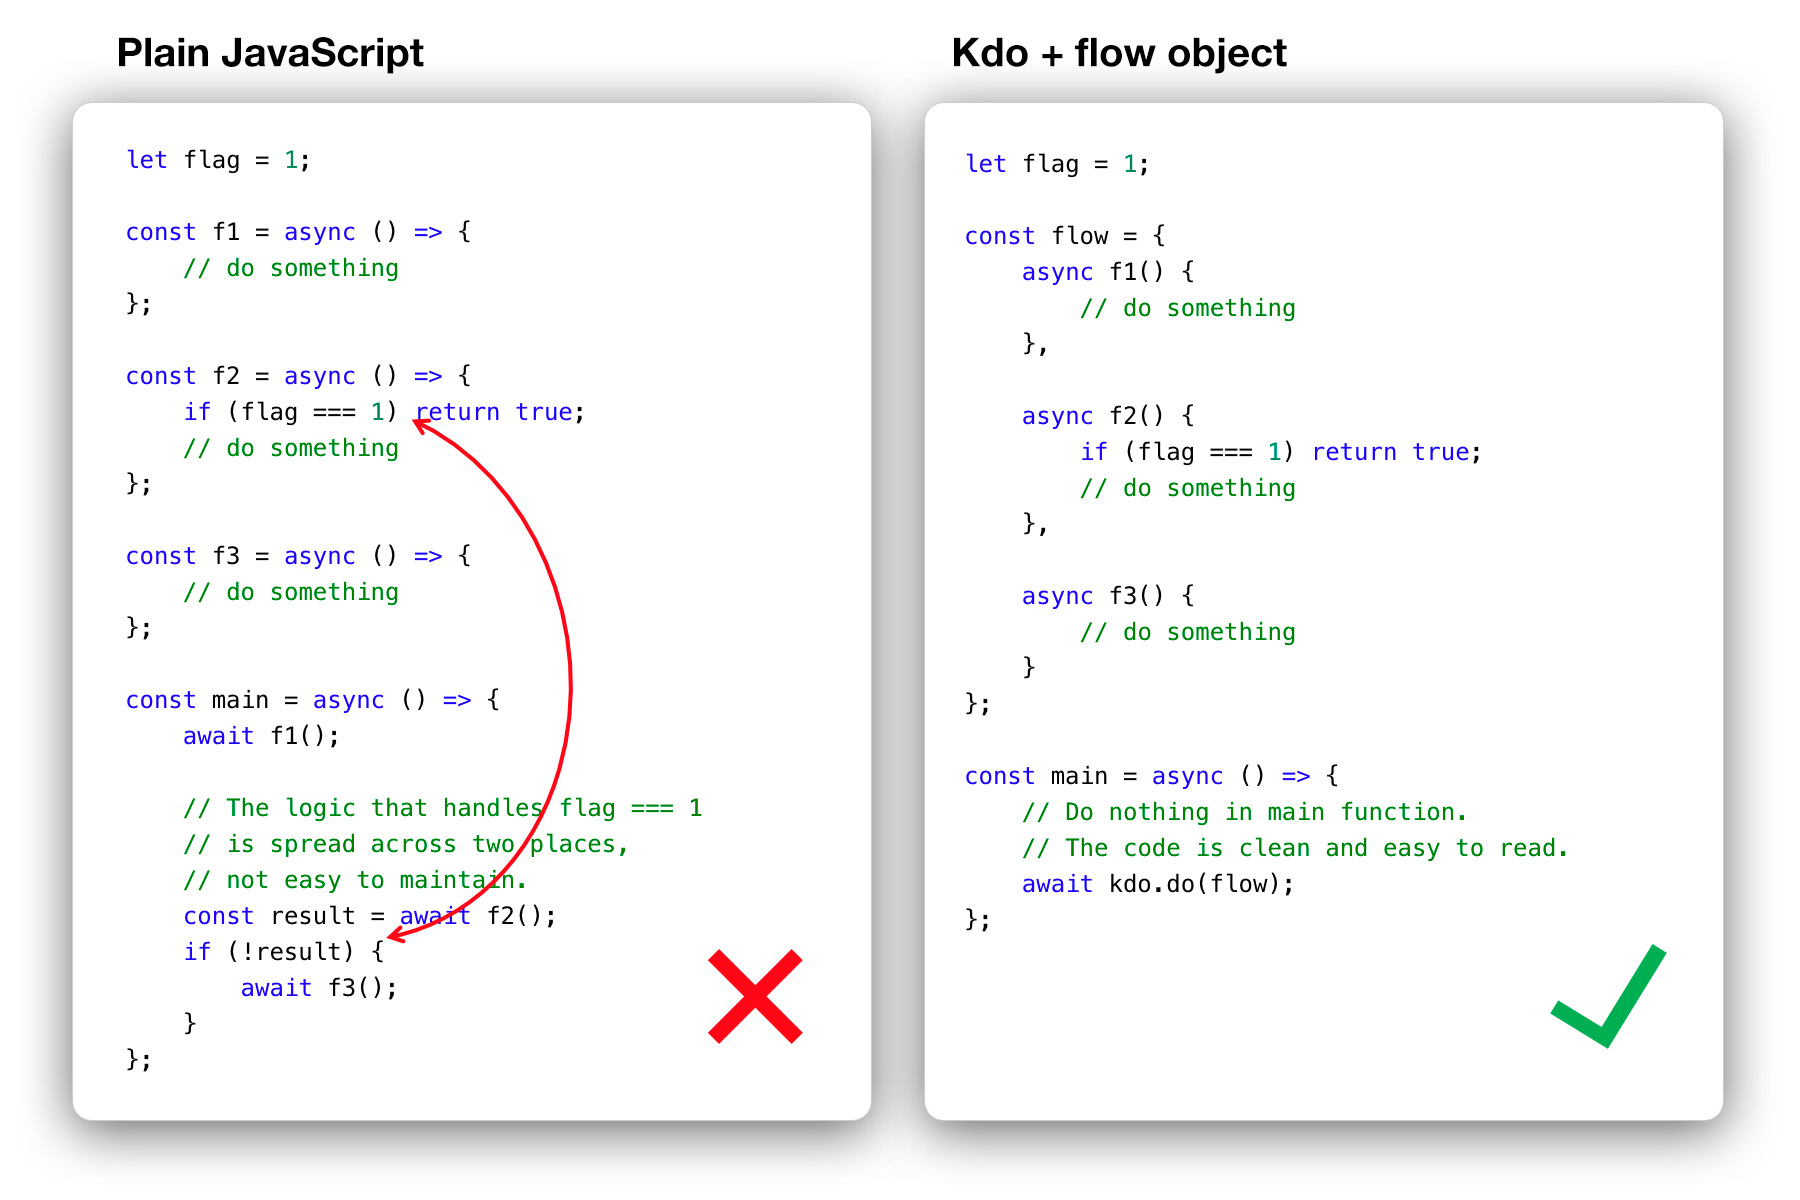 Plain JavaScript
let flag = 1;
const f1 = async () => {
    // do something
};
const f2 = async () => {
    if (flag === 1) return true;
    // do something
};
const f3 = async () => {
    // do something
};
const main = async () => {
    await f1();
    // The logic that handles flag === 1
    // is spread across two places,
    // not easy to maintain.
    const result = await f2();
    if (!result) {
        await f3();
    }
};
Kdo + flow object
let flag = 1;
const flow = {
    async f1() {
        // do something
    },
    async f2() {
        if (flag === 1) return true;
        // do something
    },
    async f3() {
        // do something
    }
};
const main = async () => {
    // Do nothing in main function.
    // The code is clean and easy to read.
    await kdo.do(flow);
};